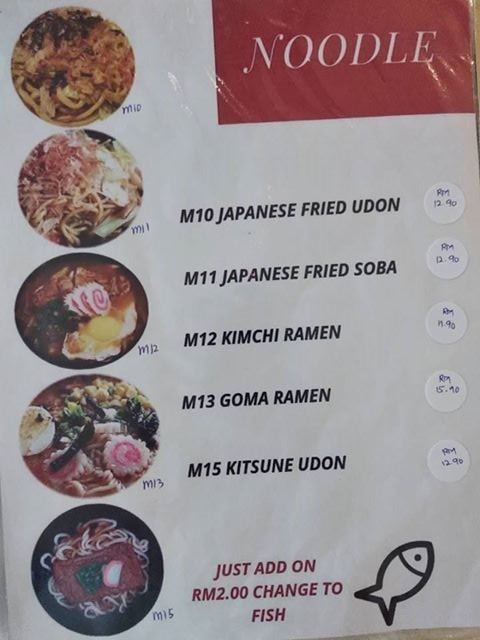 NOODLE
M10
M11
M12
M13
M15
M10 JAPANESE FRIED UDON
RM
12.90
M11 JAPANESE FRIED SOBA
RM
12.90
M12 KIMCHI RAMEN
RM
11.90
M13 GOMA RAMEN
RM
15.90
M15 KITSUNE UDON
RM
12.90
JUST ADD ON
RM2.00 CHANGE TO
FISH